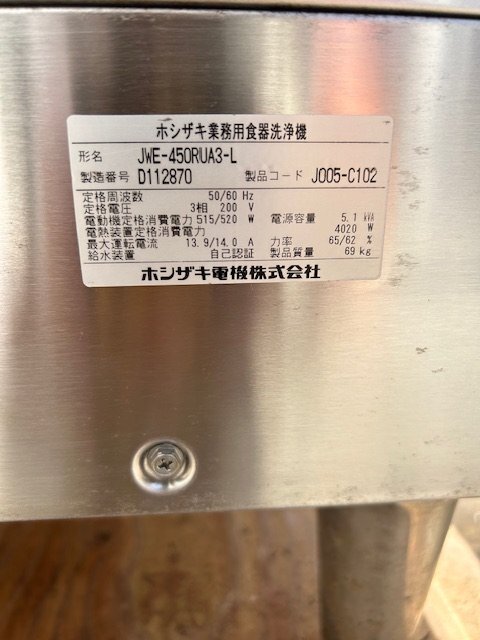 ホシザキ業務用食器洗浄機
形名 JWE-450RUA3-L
製造番号 D112870 製品コード J005-C102
定格周波数 50/60 Hz
定格電圧 3相 200 V
電動機定格消費電力 515/520 W 電源容量 5.1 kVA
電熱装置定格消費電力 4020 W
最大運転電流 13.9/14.0 A 力率 65/62 %
給水装置 自己認証 製品質量 69 kg
ホシザキ電機株式会社